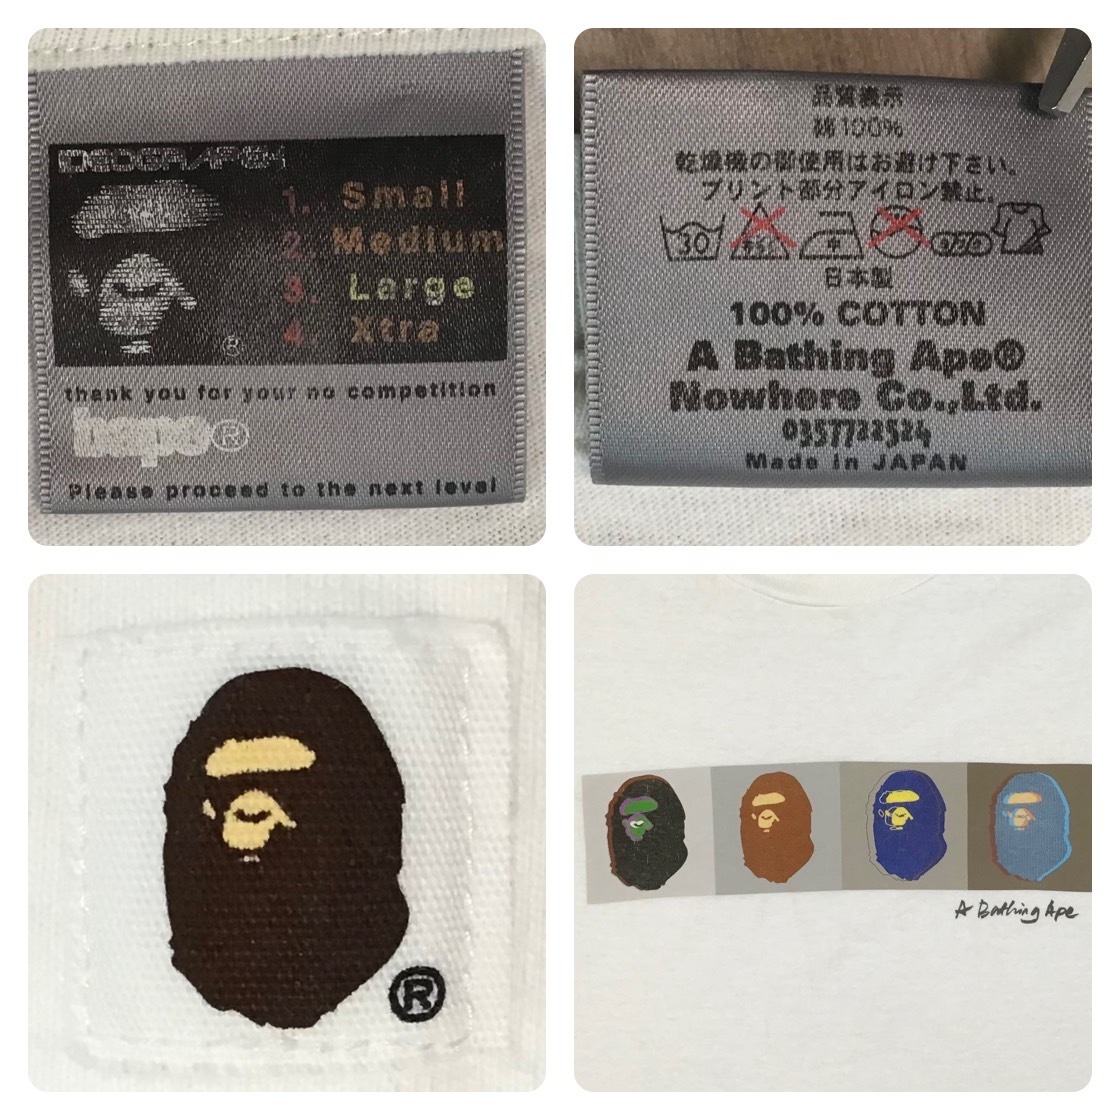 1. Small
2. Medium
3. Large
4. Xtra
®
thank you for your no competition
bape®
Please proceed to the next level
品質表示
綿100%
乾燥機の御使用はお避け下さい。
プリント部分アイロン禁止。
30
日本製
100% COTTON
A Bathing Ape®
Nowhere Co.,Ltd.
0357722524
Made in JAPAN
®
A Bathing Ape